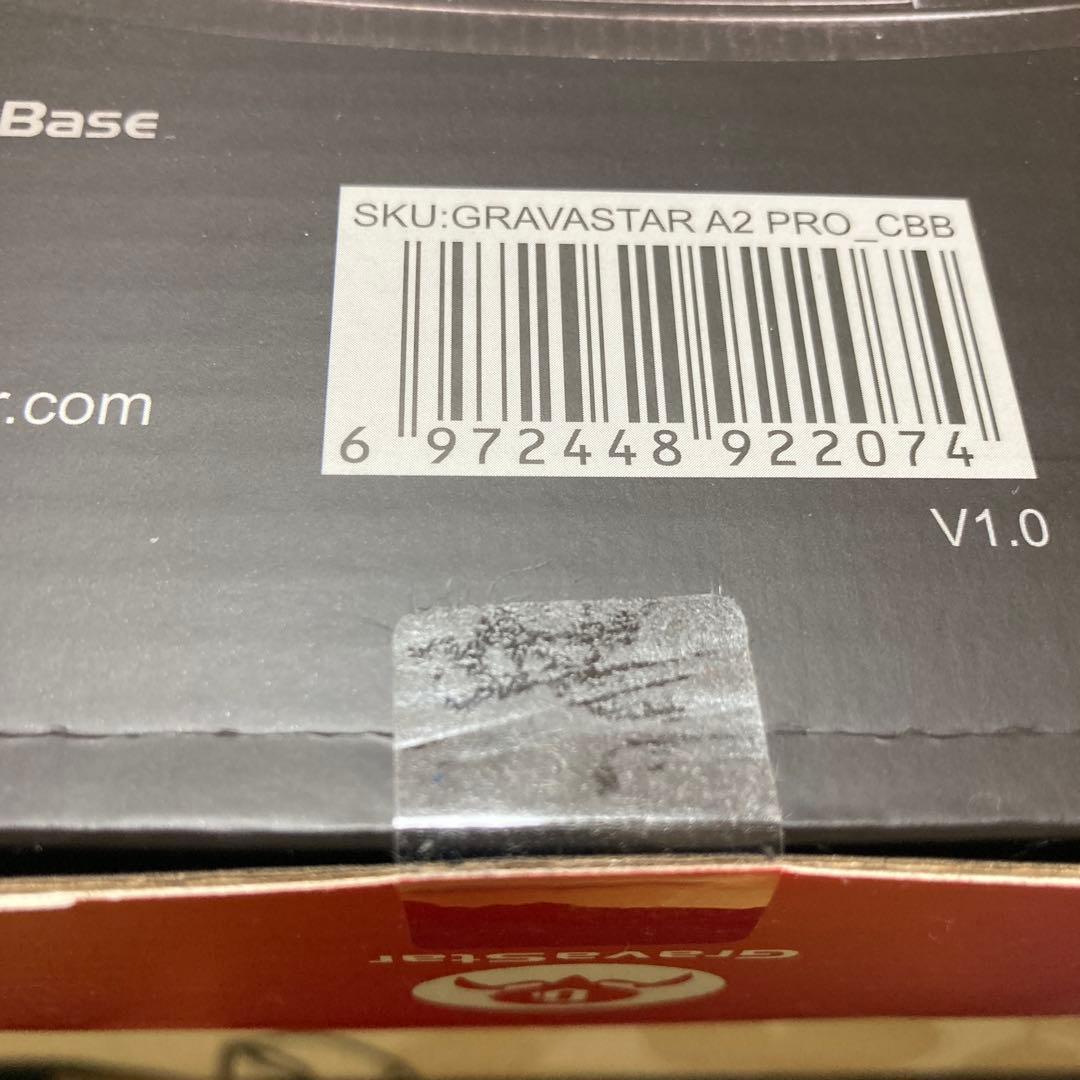 Base
SKU:GRAVASTAR A2 PRO_CBB
6 972448 922074
r.com
V1.0
GravaStar